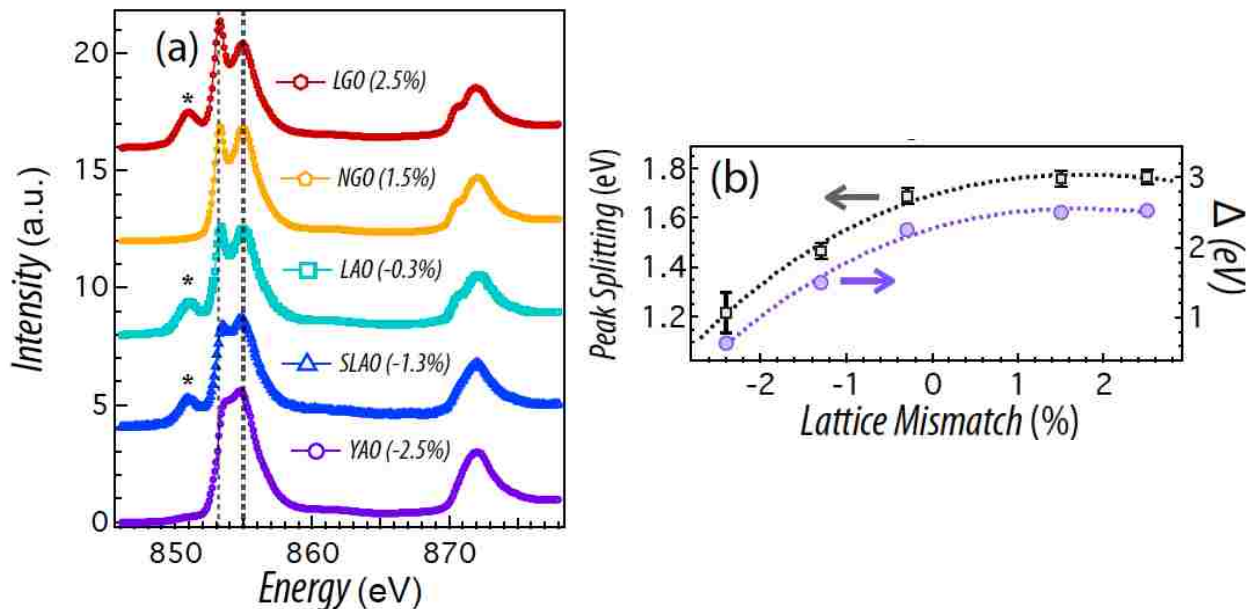 (a)
20
15
10
5
0
Intensity (a.u.)
*
LGO (2.5%)
NGO (1.5%)
*
LAO (-0.3%)
*
SLAO (-1.3%)
YAO (-2.5%)
850
860
870
Energy (eV)
(b)
1.8
1.6
1.4
1.2
Peak Splitting (eV)
3
2
1
Δ (eV)
-2
-1
0
1
2
Lattice Mismatch (%)